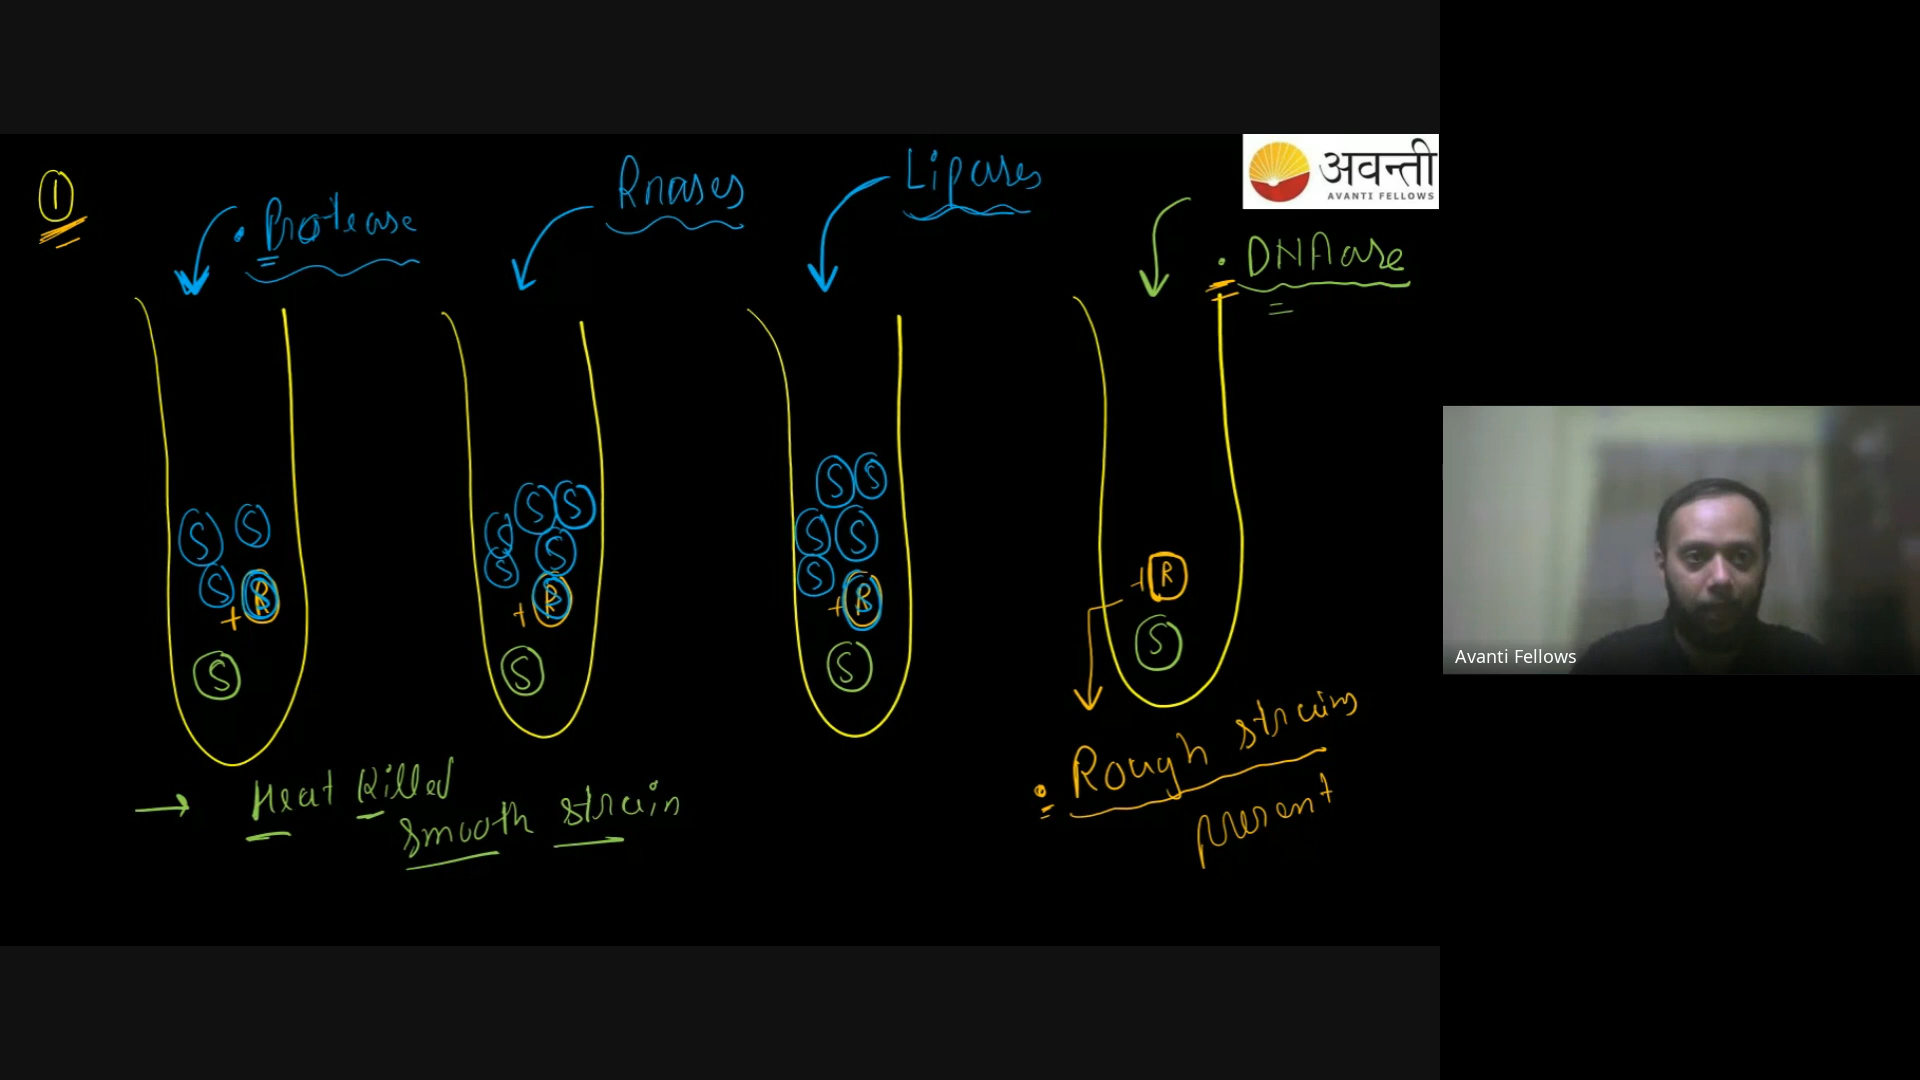 1
• Protease
Rnases
Lipases
• DNAase
अवन्ती
AVANTI FELLOWS
S S
S R
+
S
S S S
S S
+ R
S
S S
S S
S
+ R
S
+ R
S
→ Heat Killed
Smooth strain
Rough strains
present
Avanti Fellows